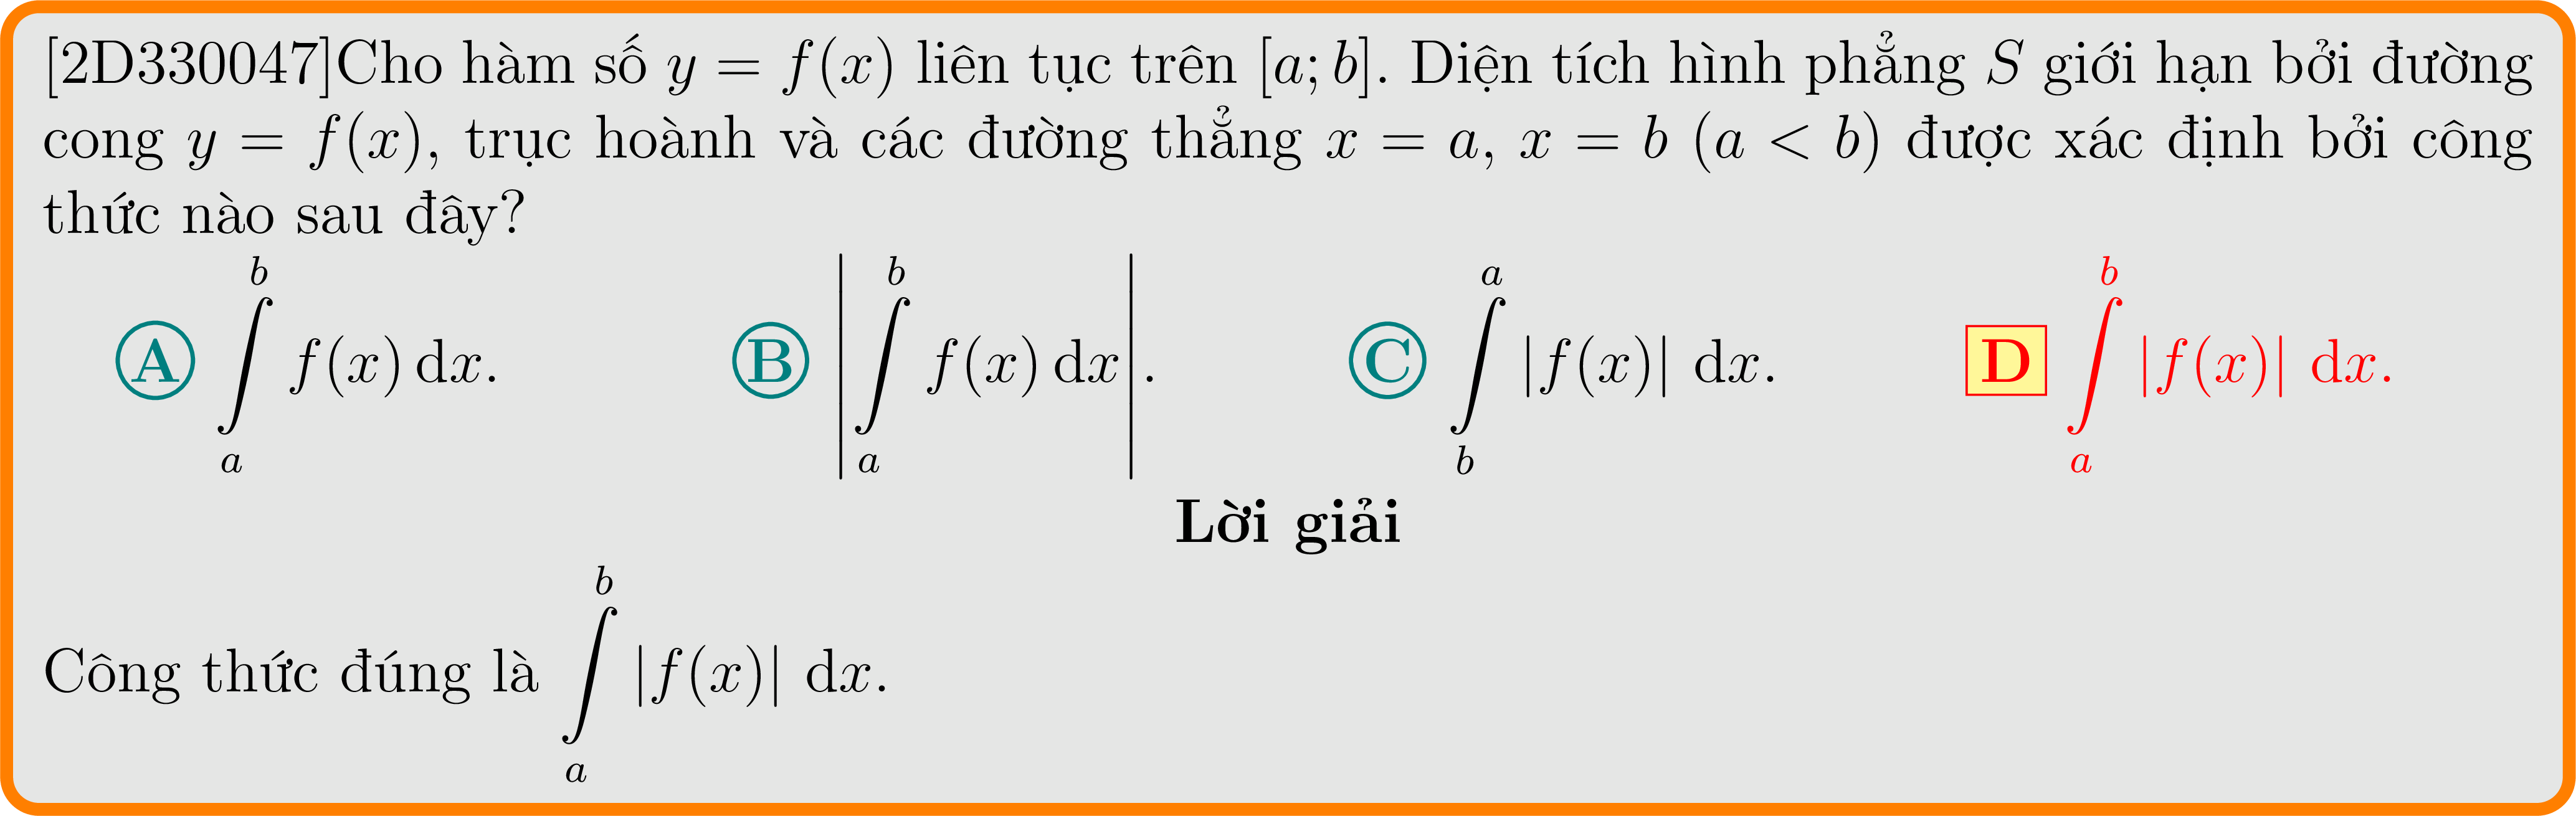 [2D330047]Cho hàm số $y = f(x)$ liên tục trên $[a; b]$. Diện tích hình phẳng $S$ giới hạn bởi đường
cong $y = f(x)$, trục hoành và các đường thẳng $x = a$, $x = b$ $(a < b)$ được xác định bởi công
thức nào sau đây?
A $\int\limits_a^b f(x)\,\mathrm{d}x$. B $\left|\int\limits_a^b f(x)\,\mathrm{d}x\right|$. C $\int\limits_b^a |f(x)|\,\mathrm{d}x$. D $\int\limits_a^b |f(x)|\,\mathrm{d}x$.
Lời giải
Công thức đúng là $\int\limits_a^b |f(x)|\,\mathrm{d}x$.